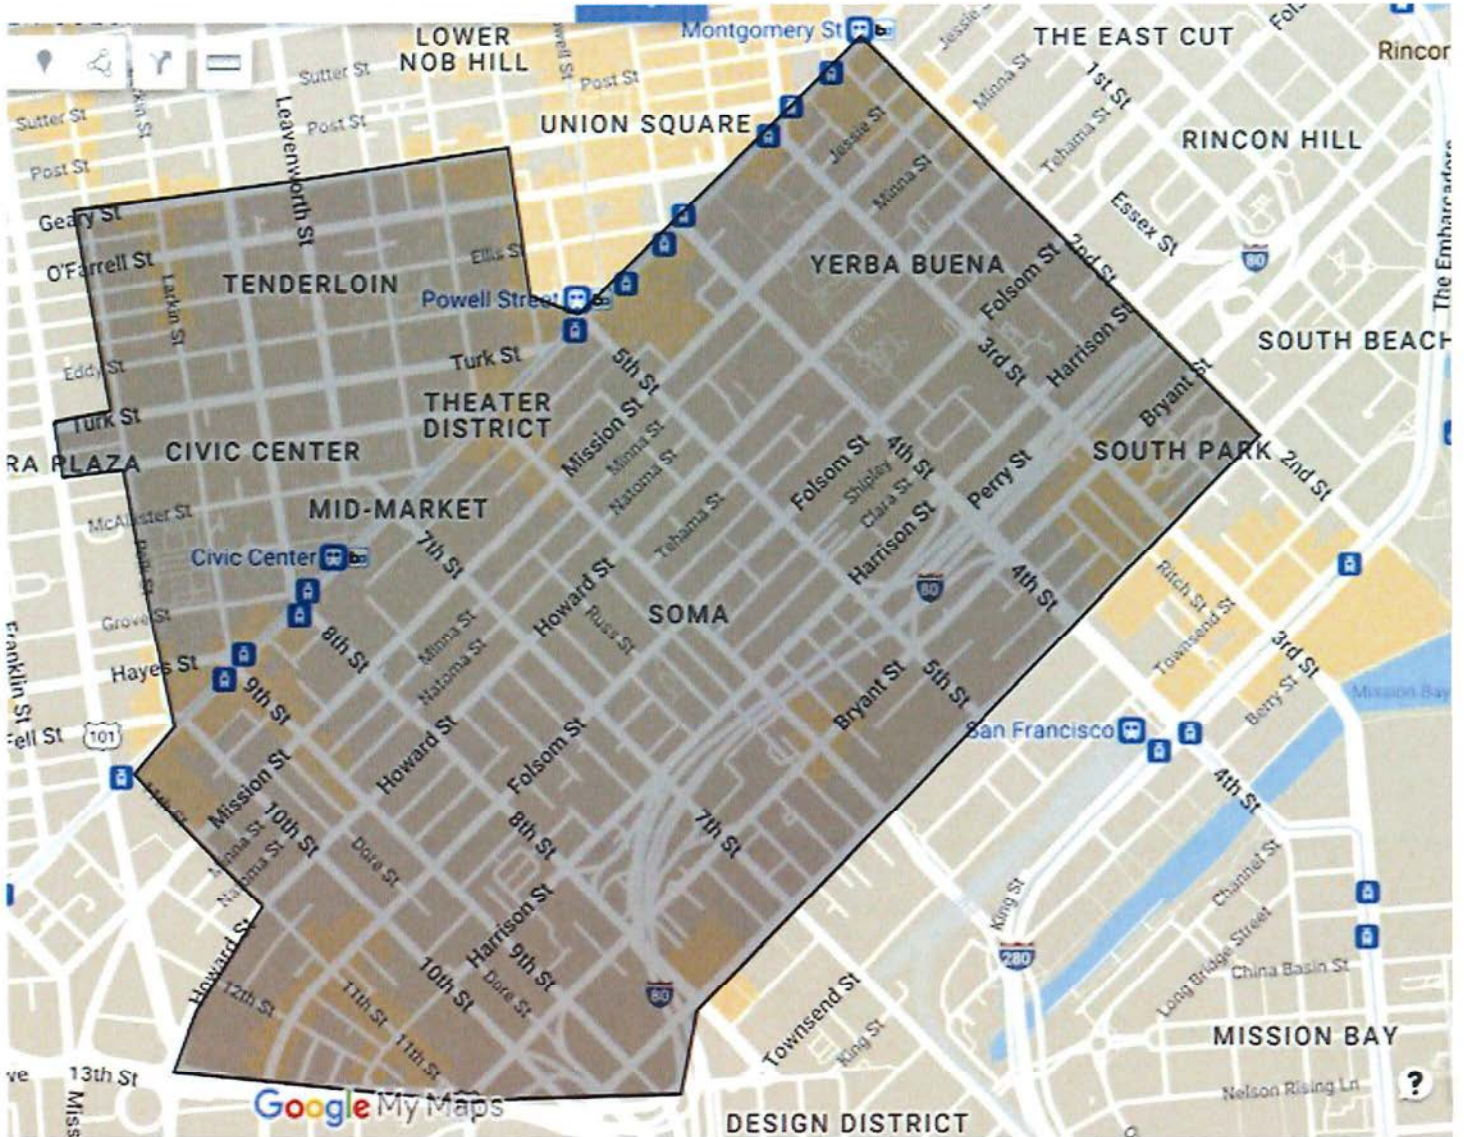 Montgomery St
LOWER
NOB HILL
THE EAST CUT
Rincor
Jessie
Sutter St
Post St
Minna St
1st St
Leavenworth St
Sutter St
Post St
UNION SQUARE
Jessie St
Tehama St
RINCON HILL
Post St
Minna St
Essex St
The Embarcadero
Geary St
Ellis St
O'Farrell St
TENDERLOIN
YERBA BUENA
Folsom St
2nd St
80
Powell Street
Larkin St
Harrison St
SOUTH BEACH
Turk St
5th St
3rd St
Eddy St
Bryant St
THEATER
DISTRICT
Mission St
Turk St
Minna St
CIVIC CENTER
Natoma St
Folsom St
4th St
SOUTH PARK
RA PLAZA
Shipley
Clara St
Perry St
2nd St
MID-MARKET
McAllister St
Tehama St
Harrison St
7th St
Civic Center
Howard St
80
4th St
Ritch St
Grove St
Russ St
SOMA
Minna St
8th St
Townsend St
Franklin St
Hayes St
Natoma St
3rd St
9th St
Bryant St
5th St
Mission Bay
Berry St
Fell St
101
Howard St
Folsom St
San Francisco
Mission St
4th St
10th St
8th St
7th St
Natoma St
Dore St
Channel St
Harrison St
King St
Howard St
9th St
Long Bridge Street
280
China Basin St
12th St
11th St
10th St
Dore St
80
Townsend St
King St
MISSION BAY
11th St
ve
13th St
Miss
Google My Maps
Nelson Rising Ln
?
DESIGN DISTRICT